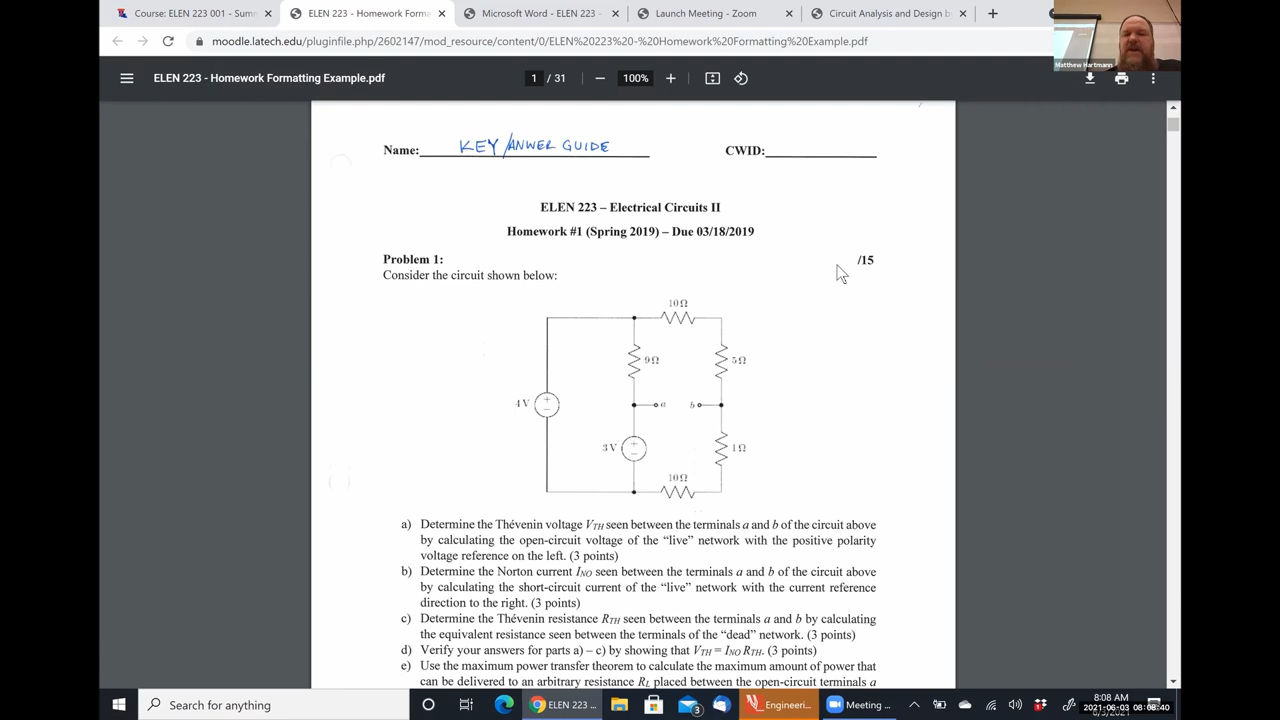 Course: ELEN 223 001 - Sum
ELEN 223 - Homework Format
Microsoft Word - ELEN 223 -
Launch Meeting - Zoom
Circuit Analysis and Design b
moodle.latech.edu/pluginfile.php/2602147/mod_resource/content/0/ELEN%20223%20-%20Homework%20Formatting%20Example.pdf
Matthew Hartmann
ELEN 223 - Homework Formatting Example.pdf
1 / 31
100%
Name: KEY/ANWER GUIDE CWID:
ELEN 223 – Electrical Circuits II
Homework #1 (Spring 2019) – Due 03/18/2019
Problem 1: /15
Consider the circuit shown below:
10Ω
9Ω 5Ω
4V + − a b
3V + − 1Ω
10Ω
a) Determine the Thévenin voltage VTH seen between the terminals a and b of the circuit above
by calculating the open-circuit voltage of the “live” network with the positive polarity
voltage reference on the left. (3 points)
b) Determine the Norton current INO seen between the terminals a and b of the circuit above
by calculating the short-circuit current of the “live” network with the current reference
direction to the right. (3 points)
c) Determine the Thévenin resistance RTH seen between the terminals a and b by calculating
the equivalent resistance seen between the terminals of the “dead” network. (3 points)
d) Verify your answers for parts a) – c) by showing that VTH = INO RTH. (3 points)
e) Use the maximum power transfer theorem to calculate the maximum amount of power that
can be delivered to an arbitrary resistance RL placed between the open-circuit terminals a
Search for anything
ELEN 223 ...
3
Engineeri...
Meeting ...
8:08 AM
2021-06-03 08:08:40